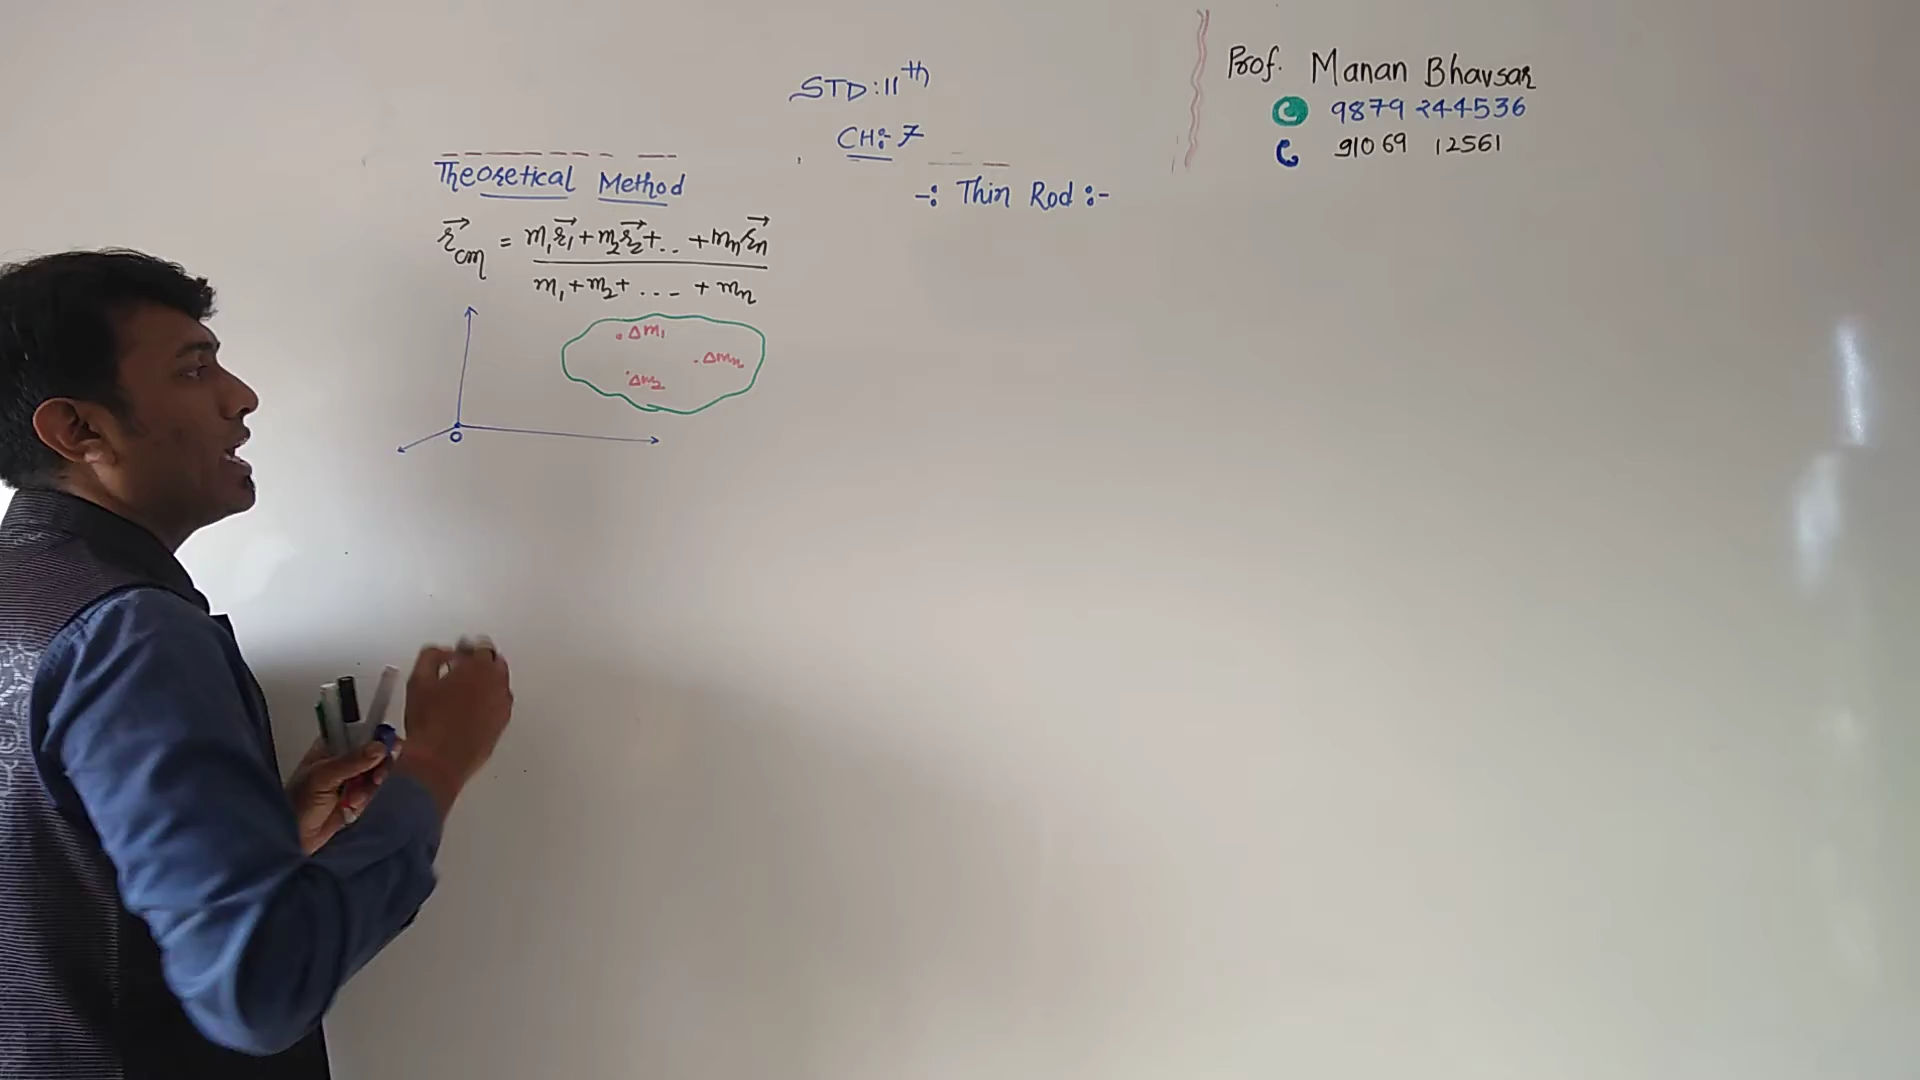 STD:11th
CH:- 7
Prof. Manan Bhavsar
9879 244536
91069 12561
Theoretical Method
r⃗cm = m₁r⃗₁+m₂r⃗₂+.. +mₙr⃗ₙ
m₁+m₂+ .... + mₙ
Δm₁
Δmₙ
Δm₂
O
-: Thin Rod :-